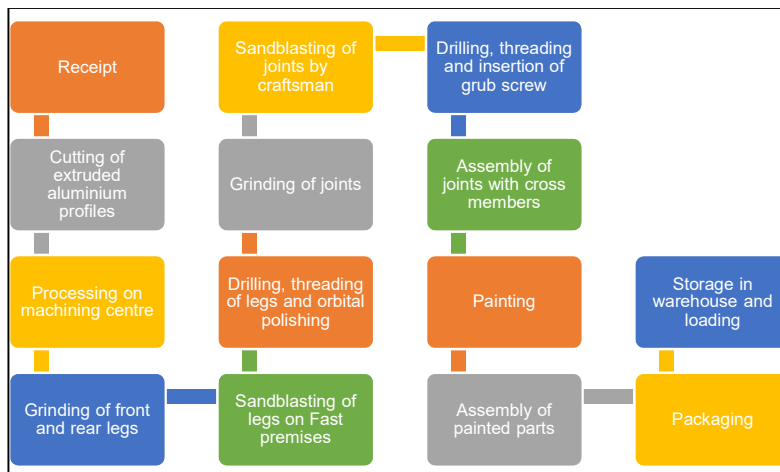 Receipt
Cutting of
extruded
aluminium
profiles
Processing on
machining centre
Grinding of front
and rear legs
Sandblasting of
legs on Fast
premises
Drilling, threading
of legs and orbital
polishing
Grinding of joints
Sandblasting of
joints by
craftsman
Drilling, threading
and insertion of
grub screw
Assembly of
joints with cross
members
Painting
Assembly of
painted parts
Packaging
Storage in
warehouse and
loading